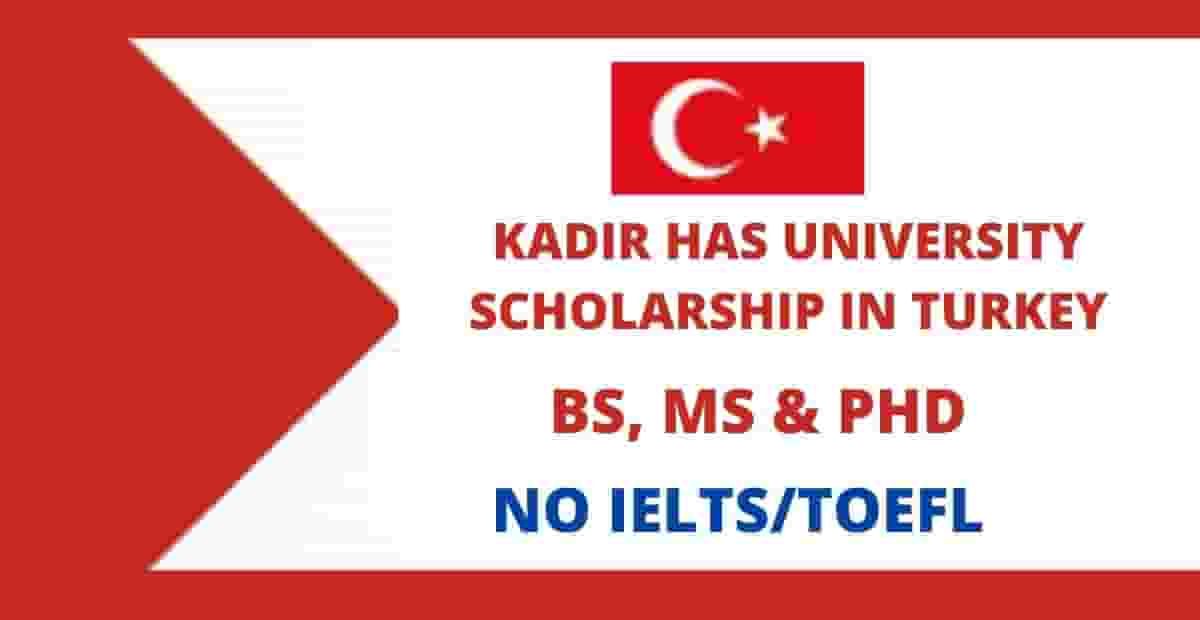 KADIR HAS UNIVERSITY
SCHOLARSHIP IN TURKEY
BS, MS & PHD
NO IELTS/TOEFL